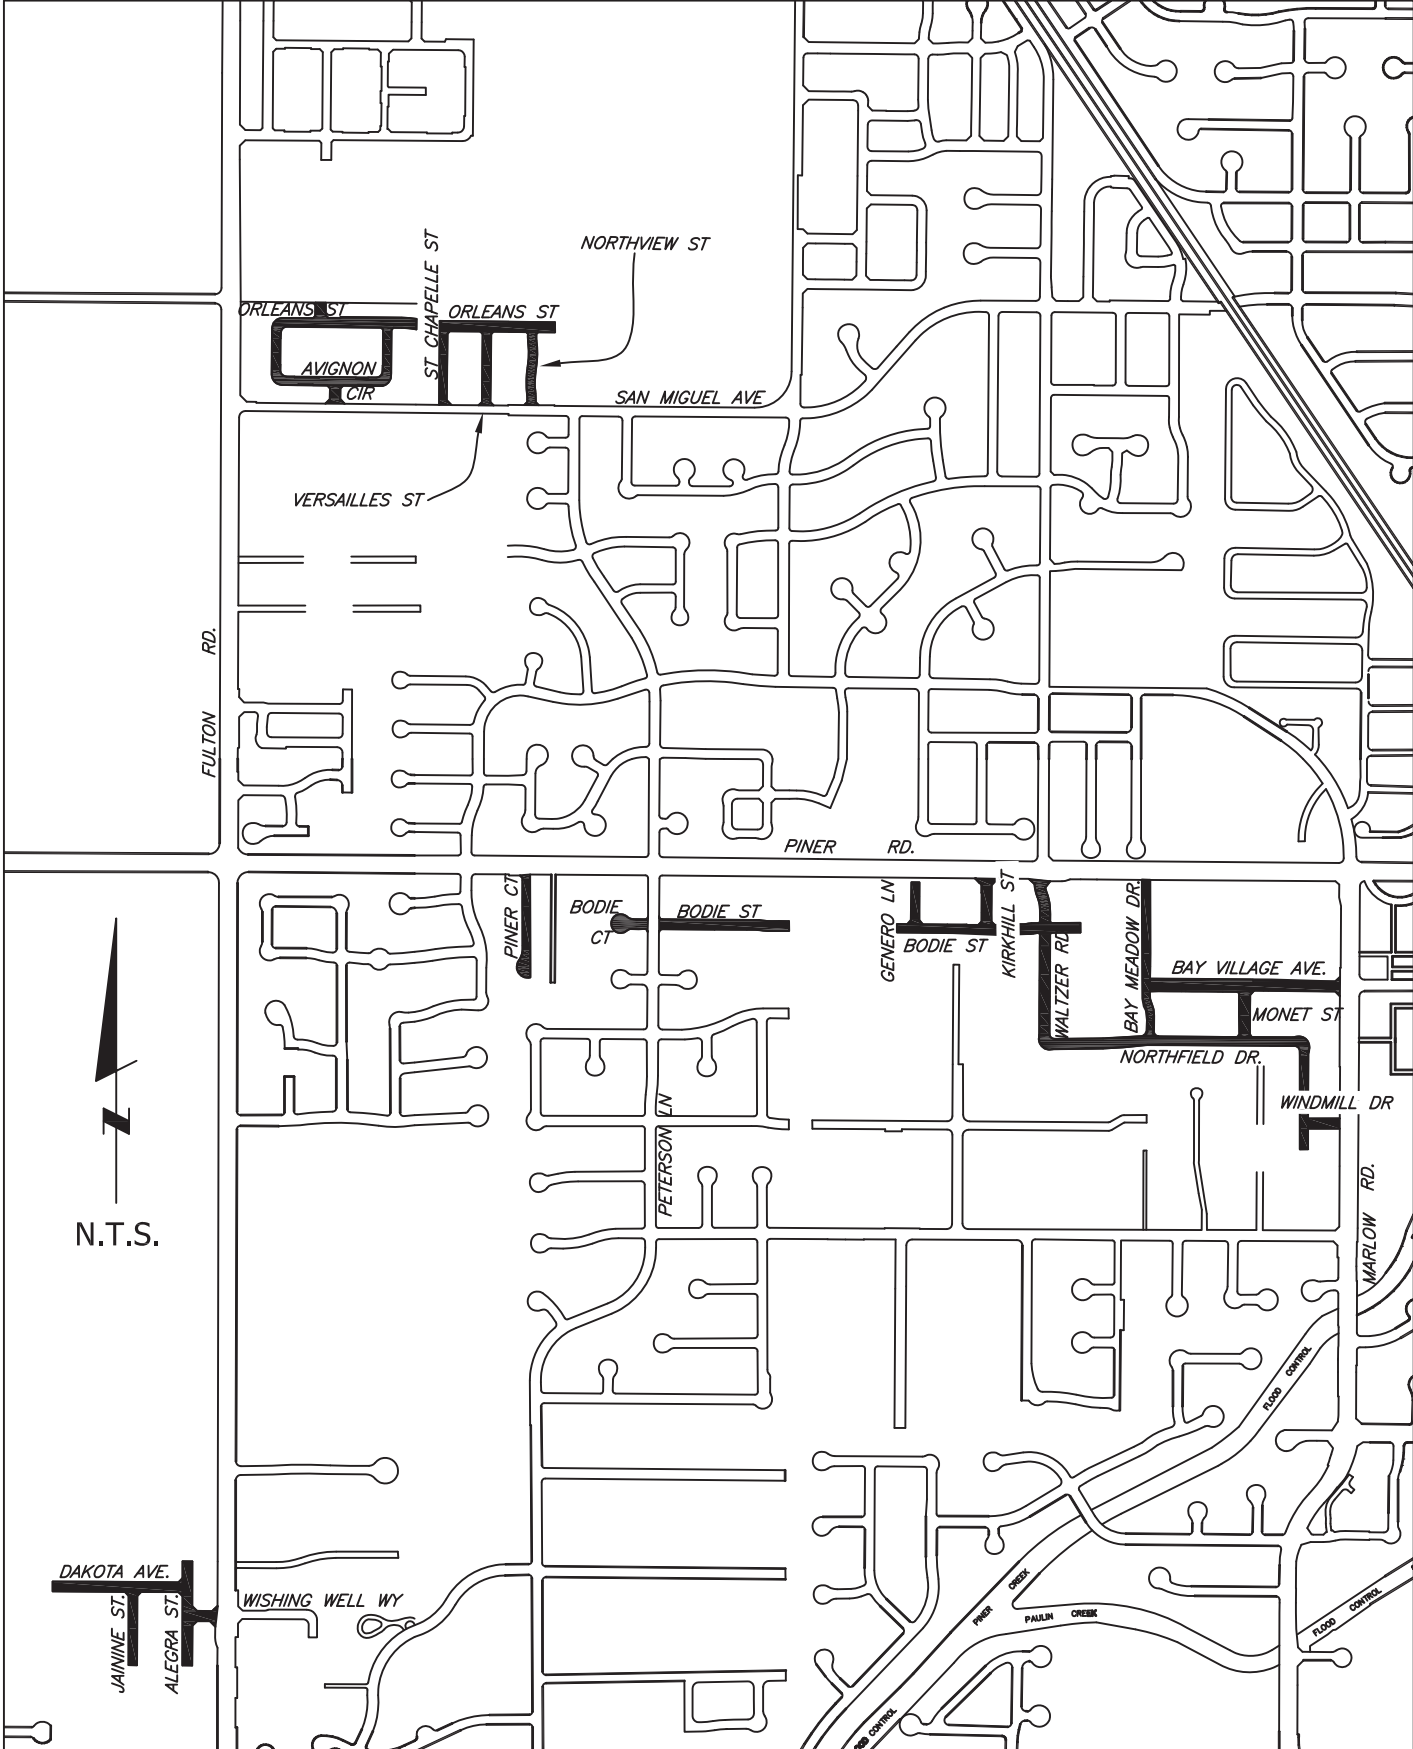 NORTHVIEW ST
ST CHAPELLE ST
ORLEANS ST
ORLEANS ST
AVIGNON
CIR
SAN MIGUEL AVE
VERSAILLES ST
FULTON RD.
PINER RD.
PINER CT
BODIE
CT
BODIE ST
GENERO LN
BODIE ST
KIRKHILL ST
WALTZER RD
BAY MEADOW DR.
BAY VILLAGE AVE.
MONET ST
NORTHFIELD DR.
WINDMILL DR
PETERSON LN
MARLOW RD.
N.T.S.
FLOOD CONTROL
DAKOTA AVE.
JAININE ST.
ALEGRA ST.
WISHING WELL WY
PINER CREEK
PAULIN CREEK
FLOOD CONTROL
CONTROL